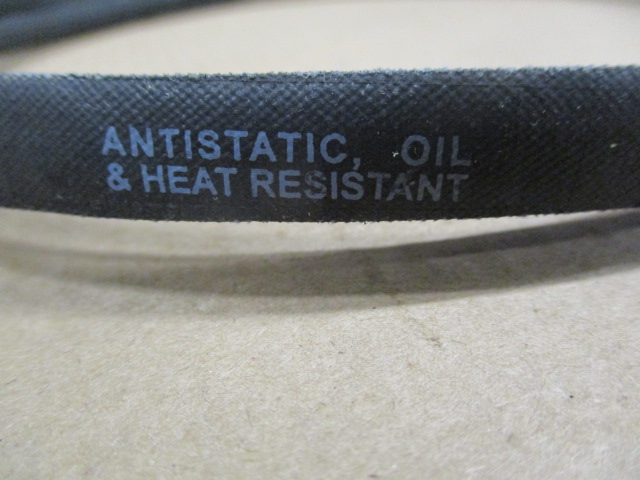 ANTISTATIC, OIL
& HEAT RESISTANT